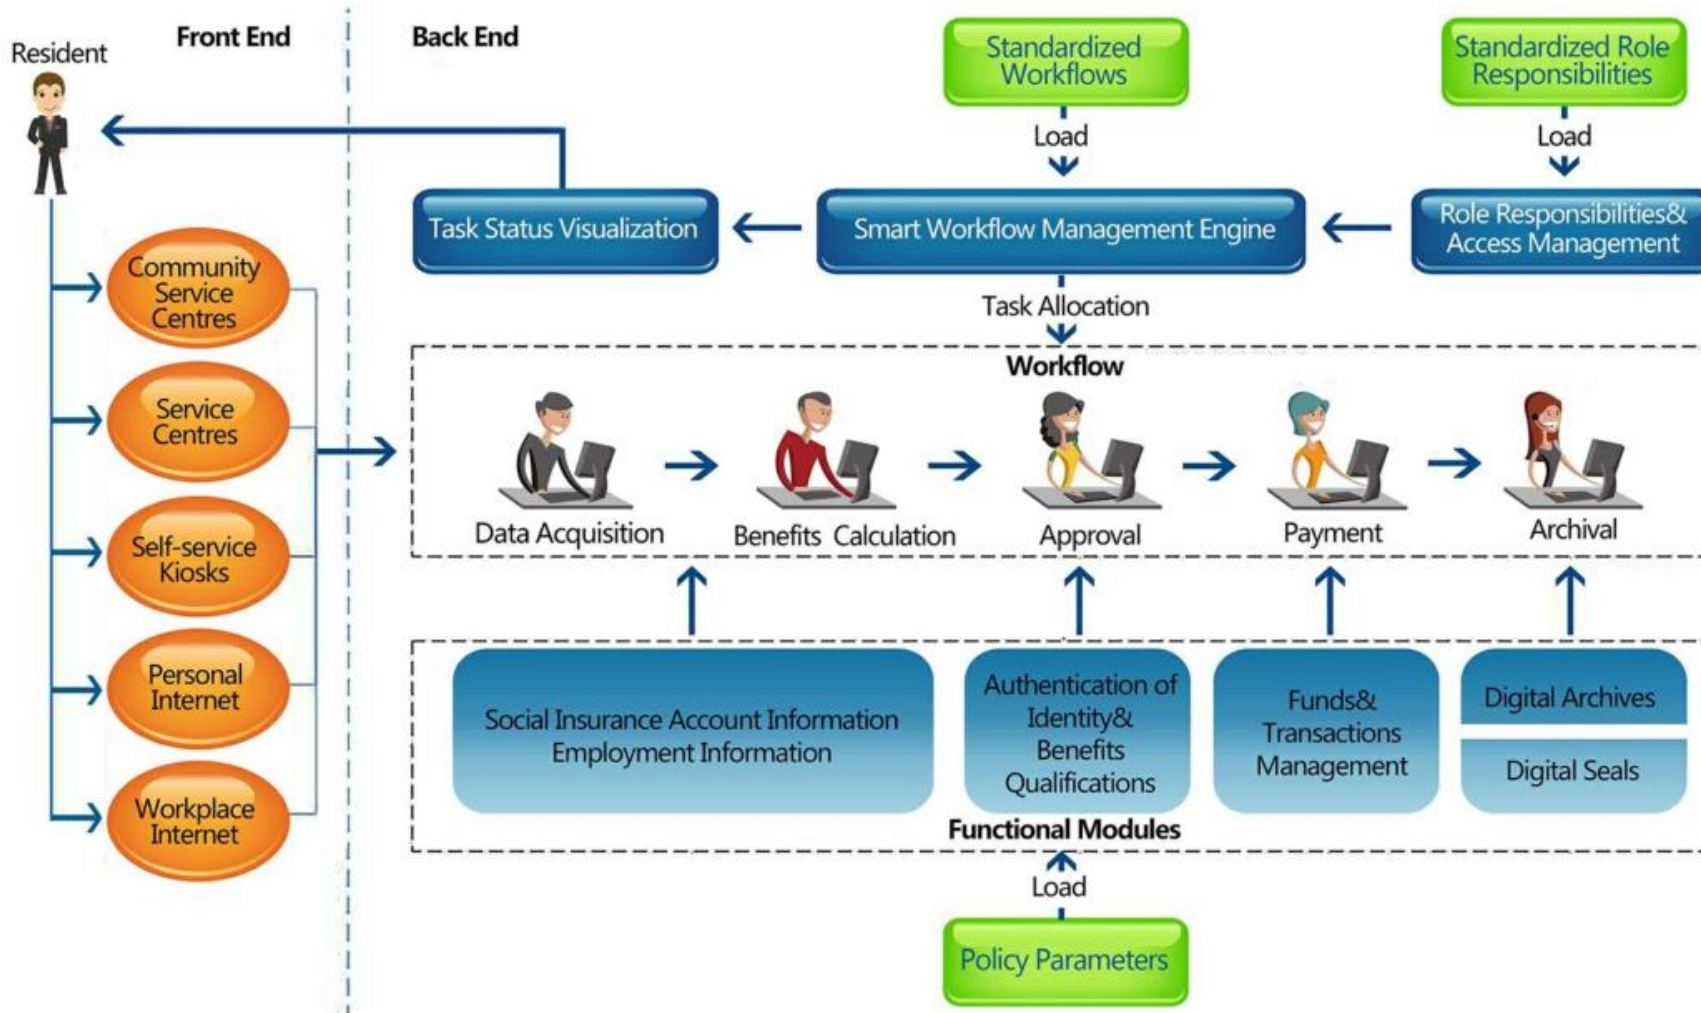 Front End
Back End
Resident
Standardized
Workflows
Standardized Role
Responsibilities
Load
Load
Task Status Visualization
Smart Workflow Management Engine
Role Responsibilities&
Access Management
Task Allocation
Community
Service
Centres
Service
Centres
Self-service
Kiosks
Personal
Internet
Workplace
Internet
Workflow
Data Acquisition
Benefits Calculation
Approval
Payment
Archival
Social Insurance Account Information
Employment Information
Authentication of
Identity&
Benefits
Qualifications
Funds&
Transactions
Management
Digital Archives
Digital Seals
Functional Modules
Load
Policy Parameters